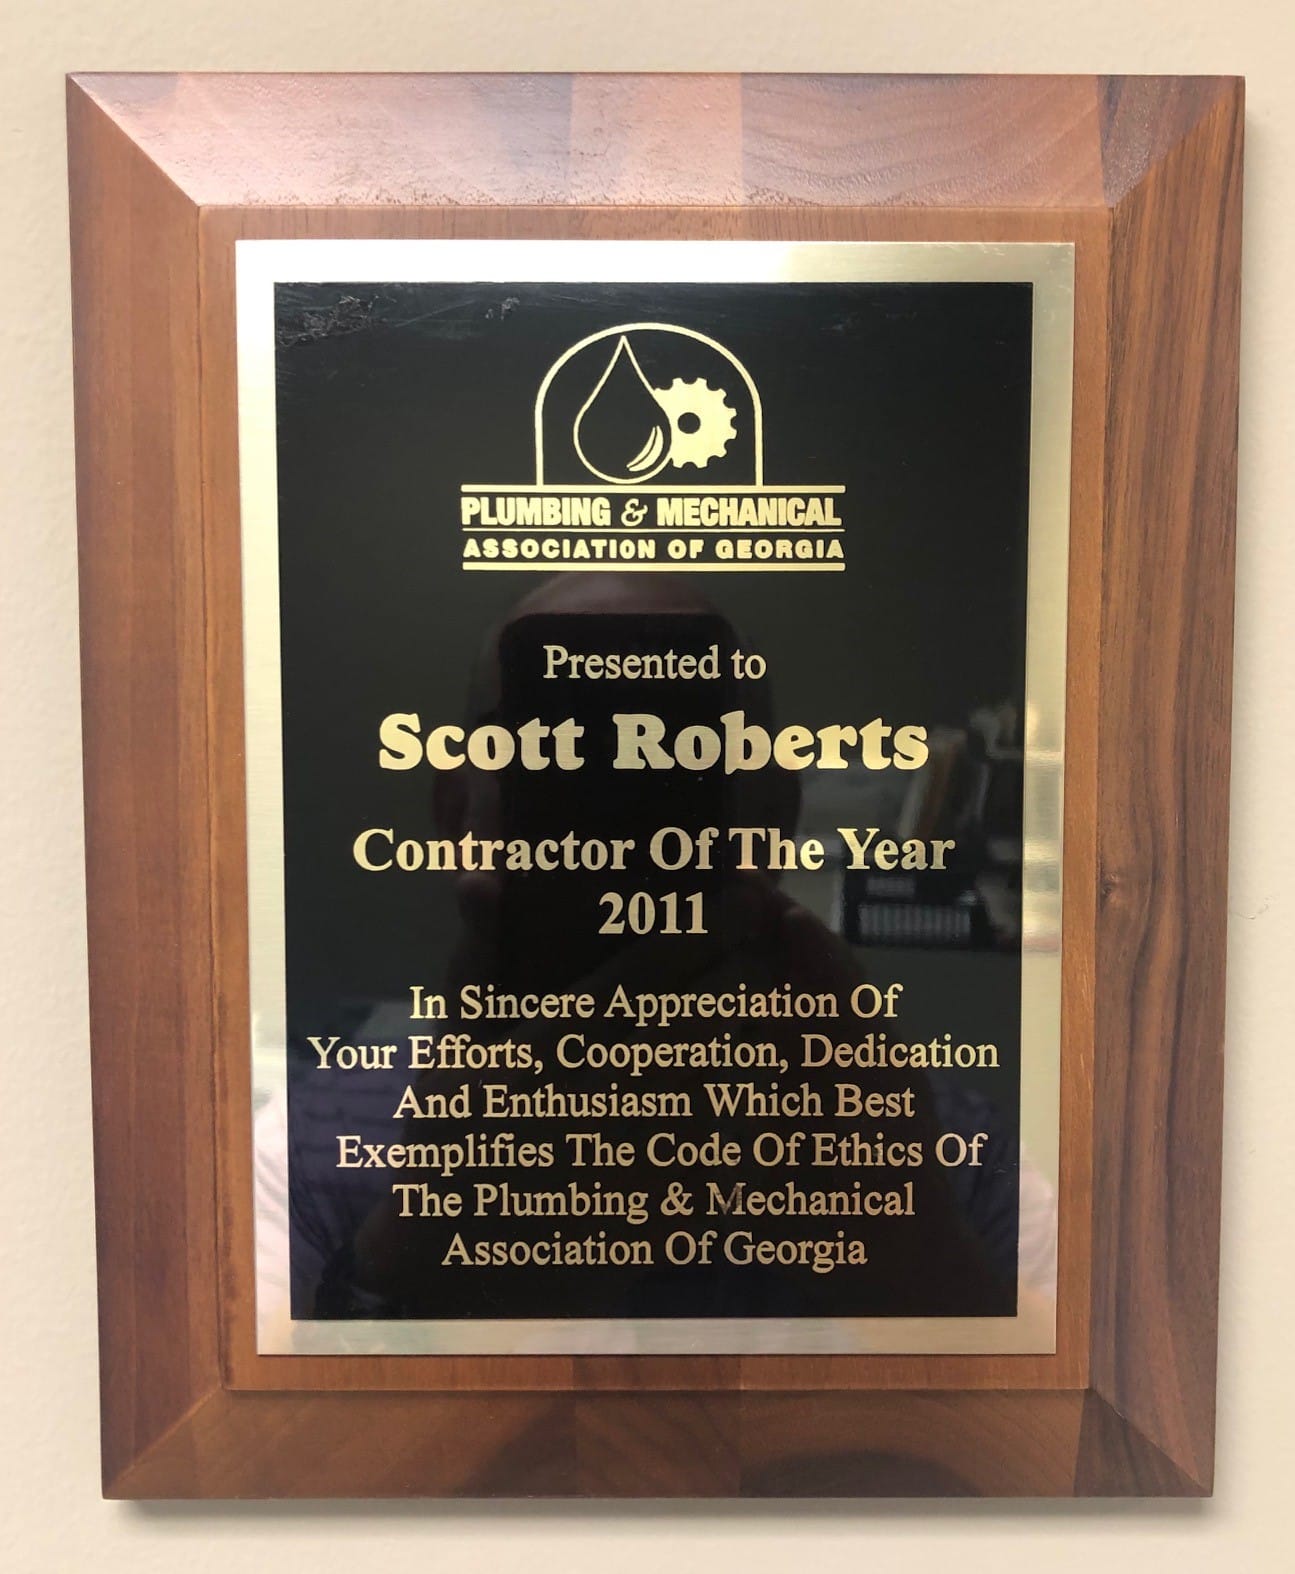 PLUMBING & MECHANICAL
ASSOCIATION OF GEORGIA
Presented to
Scott Roberts
Contractor Of The Year
2011
In Sincere Appreciation Of
Your Efforts, Cooperation, Dedication
And Enthusiasm Which Best
Exemplifies The Code Of Ethics Of
The Plumbing & Mechanical
Association Of Georgia